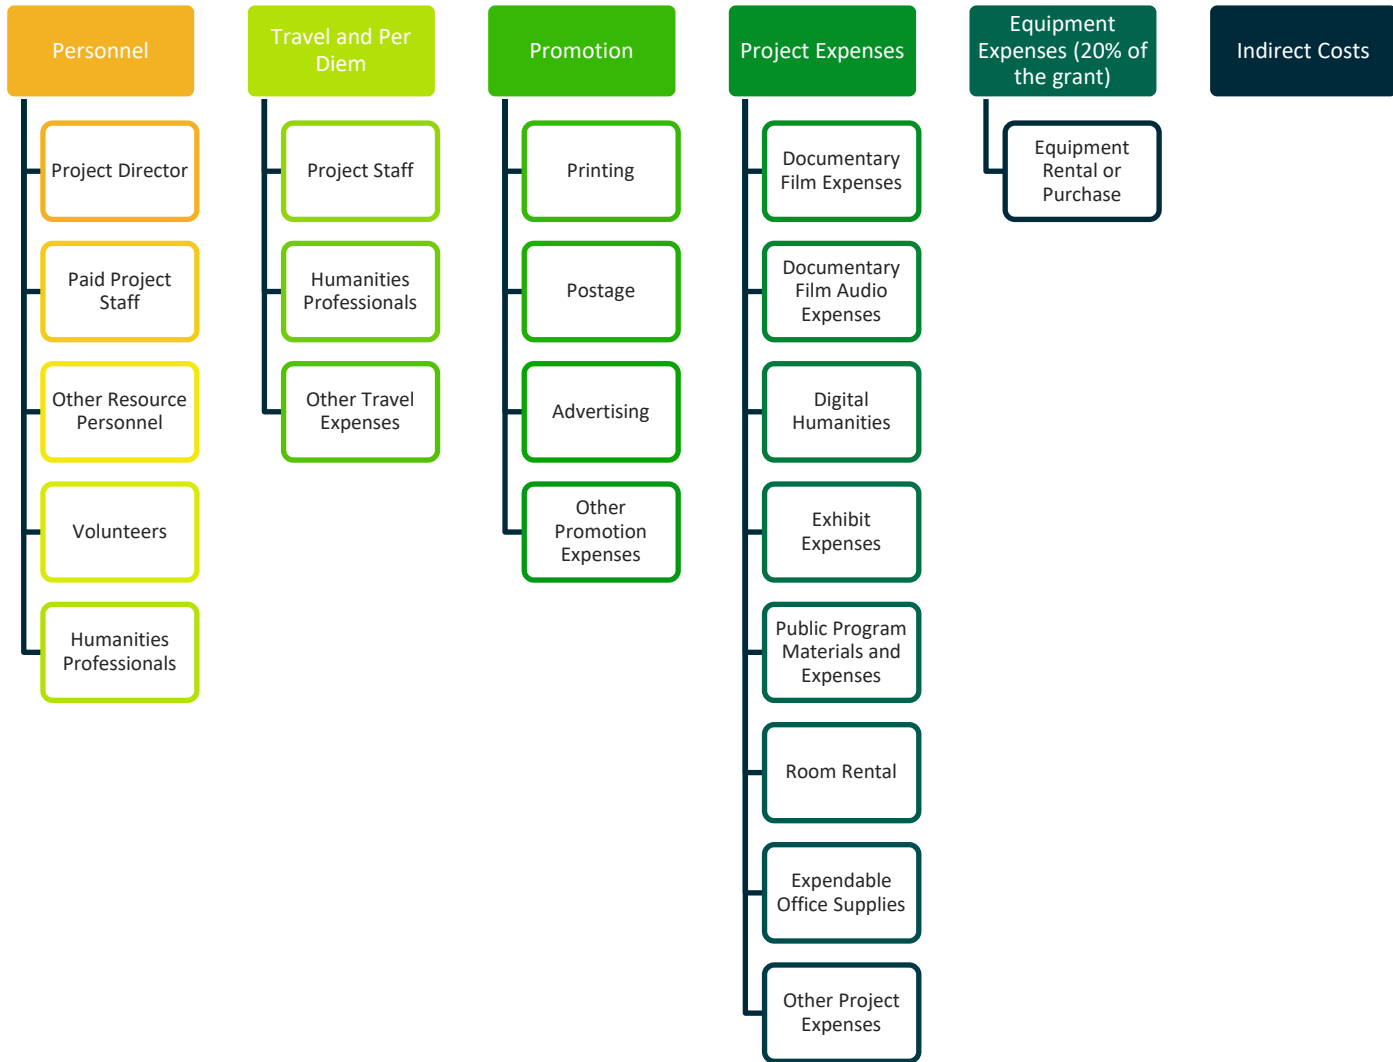 Personnel
Project Director
Paid Project
Staff
Other Resource
Personnel
Volunteers
Humanities
Professionals
Travel and Per
Diem
Project Staff
Humanities
Professionals
Other Travel
Expenses
Promotion
Printing
Postage
Advertising
Other
Promotion
Expenses
Project Expenses
Documentary
Film Expenses
Documentary
Film Audio
Expenses
Digital
Humanities
Exhibit
Expenses
Public Program
Materials and
Expenses
Room Rental
Expendable
Office Supplies
Other Project
Expenses
Equipment
Expenses (20% of
the grant)
Equipment
Rental or
Purchase
Indirect Costs